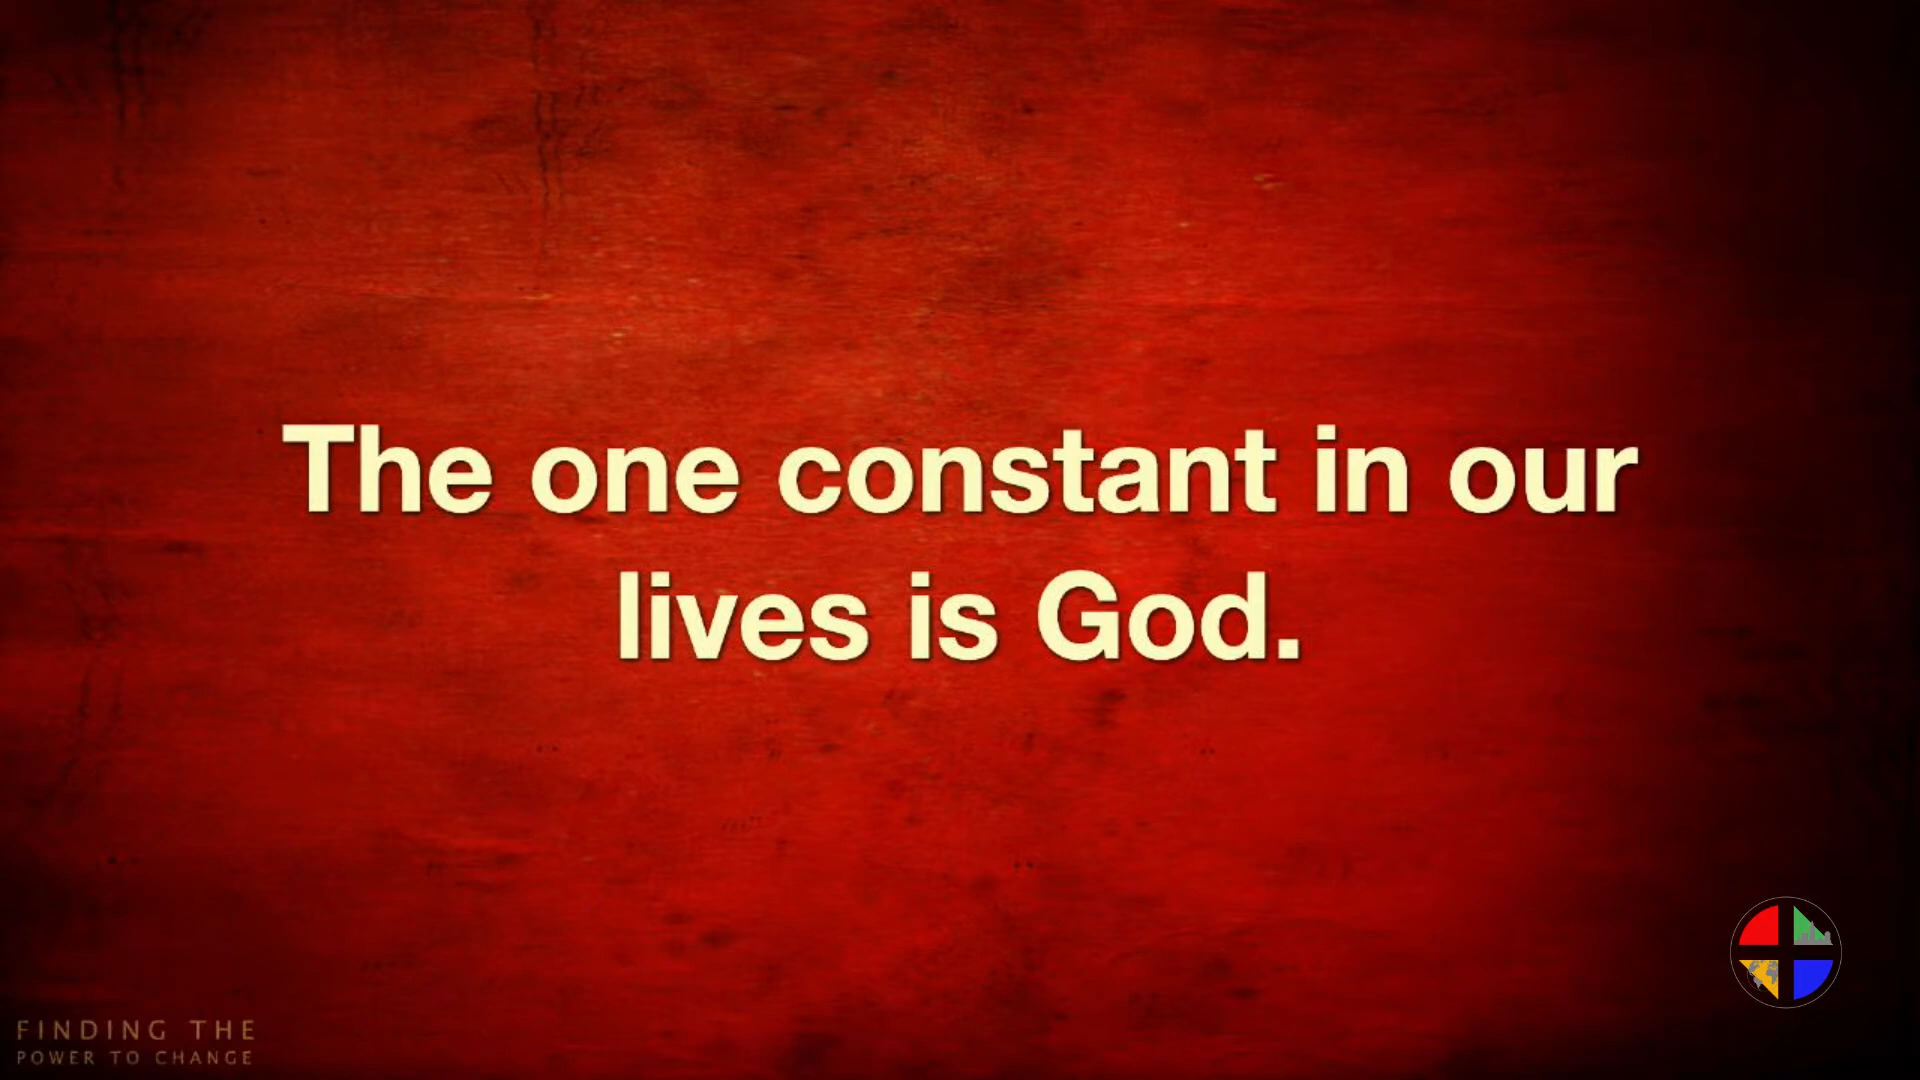 The one constant in our
lives is God.
FINDING THE
POWER TO CHANGE